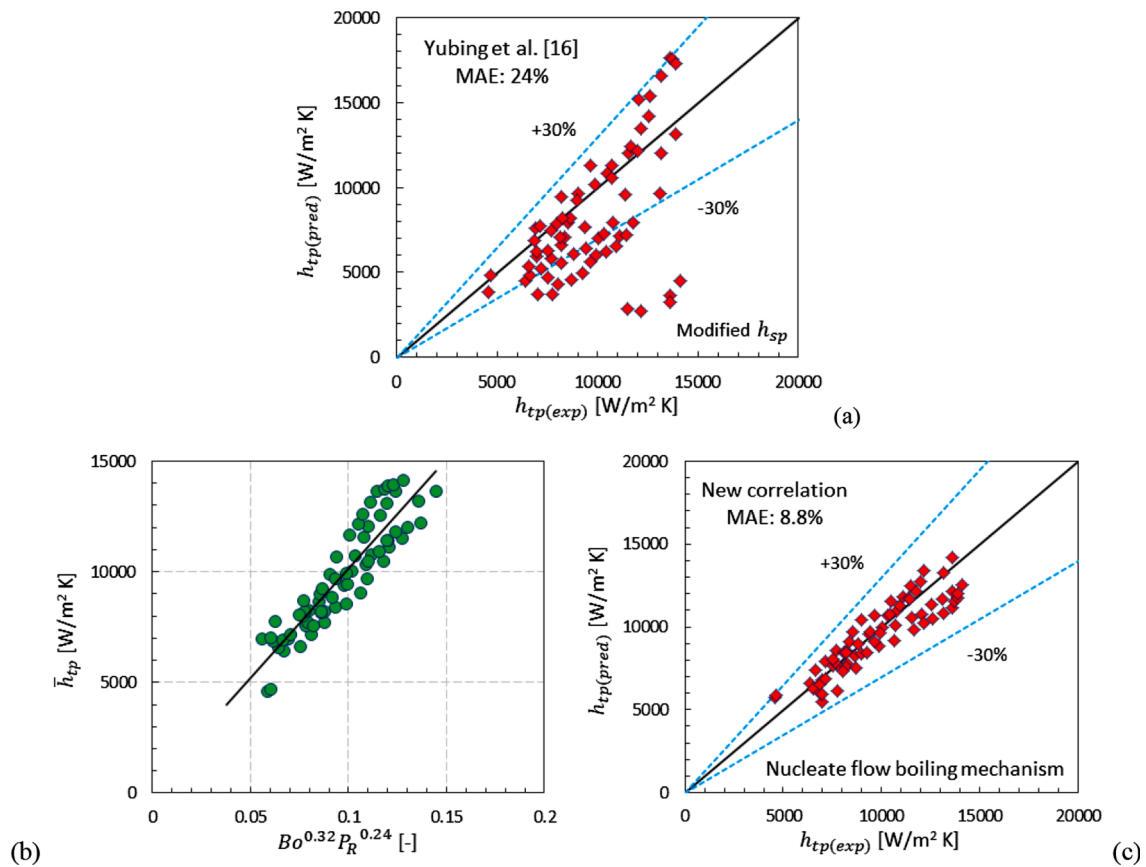 20000
15000
10000
5000
0
h_tp(pred) [W/m² K]
Yubing et al. [16]
MAE: 24%
+30%
-30%
Modified h_sp
0 5000 10000 15000 20000
h_tp(exp) [W/m² K]
(a)
15000
10000
5000
0
h̅_tp [W/m² K]
0 0.05 0.1 0.15 0.2
Bo^0.32 P_R^0.24 [-]
(b)
20000
15000
10000
5000
0
h_tp(pred) [W/m² K]
New correlation
MAE: 8.8%
+30%
-30%
Nucleate flow boiling mechanism
0 5000 10000 15000 20000
h_tp(exp) [W/m² K]
(c)